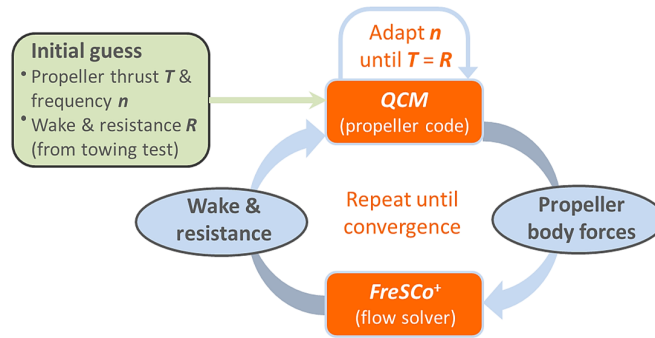 Initial guess
• Propeller thrust T &
frequency n
• Wake & resistance R
(from towing test)
Adapt n
until T = R
QCM
(propeller code)
Wake &
resistance
Repeat until
convergence
Propeller
body forces
FreSCo⁺
(flow solver)